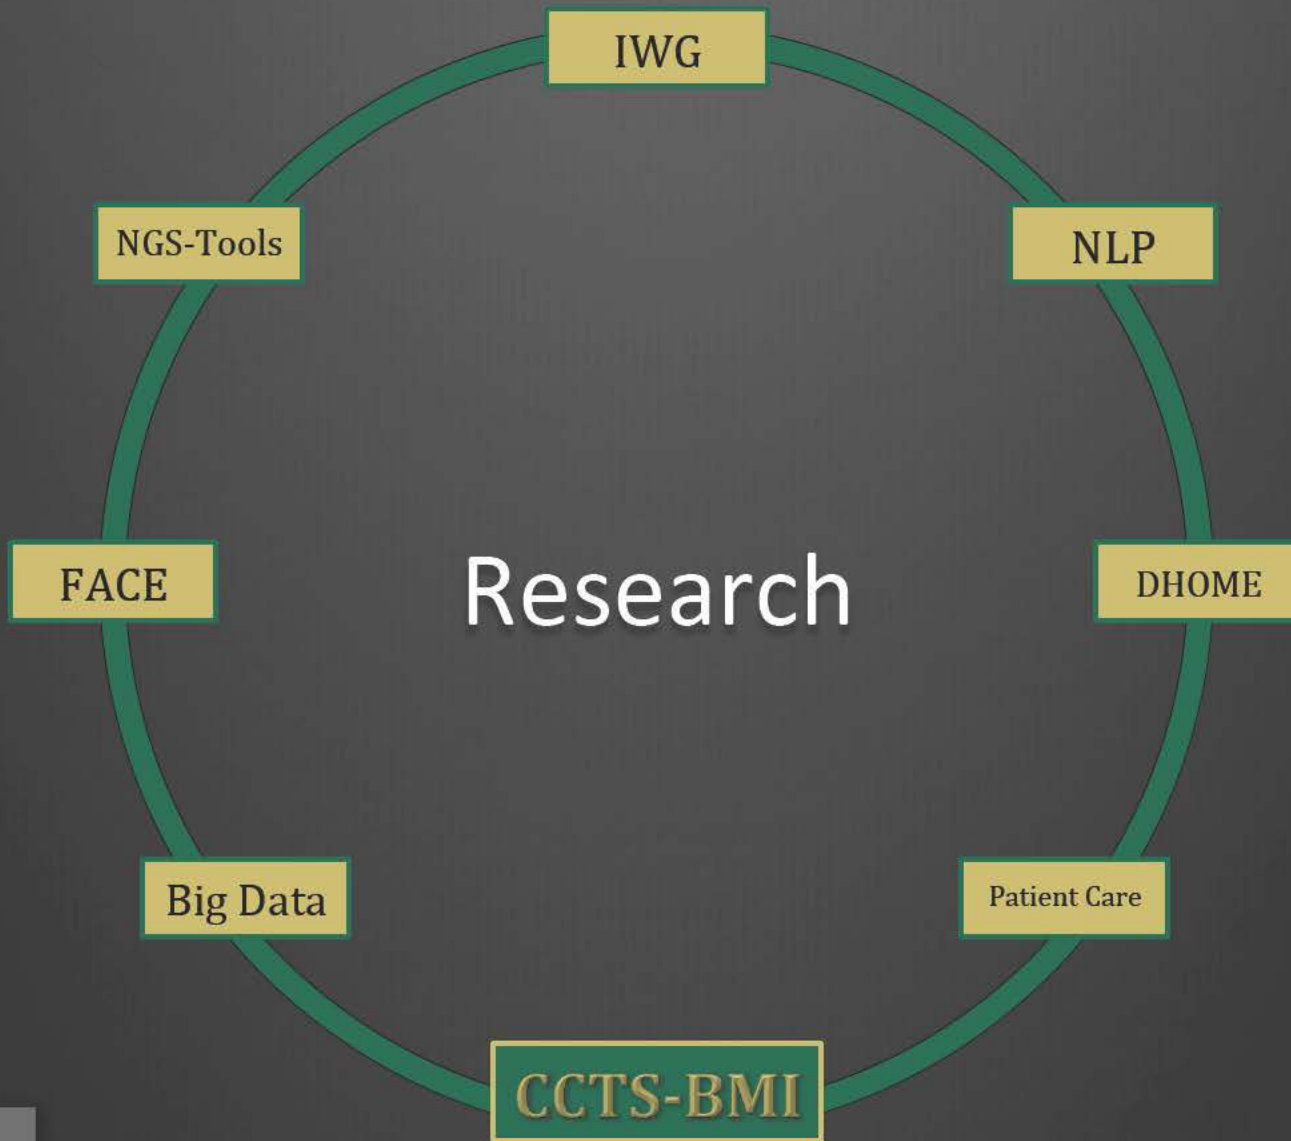 IWG
NGS-Tools
NLP
FACE
Research
DHOME
Big Data
Patient Care
CCTS-BMI